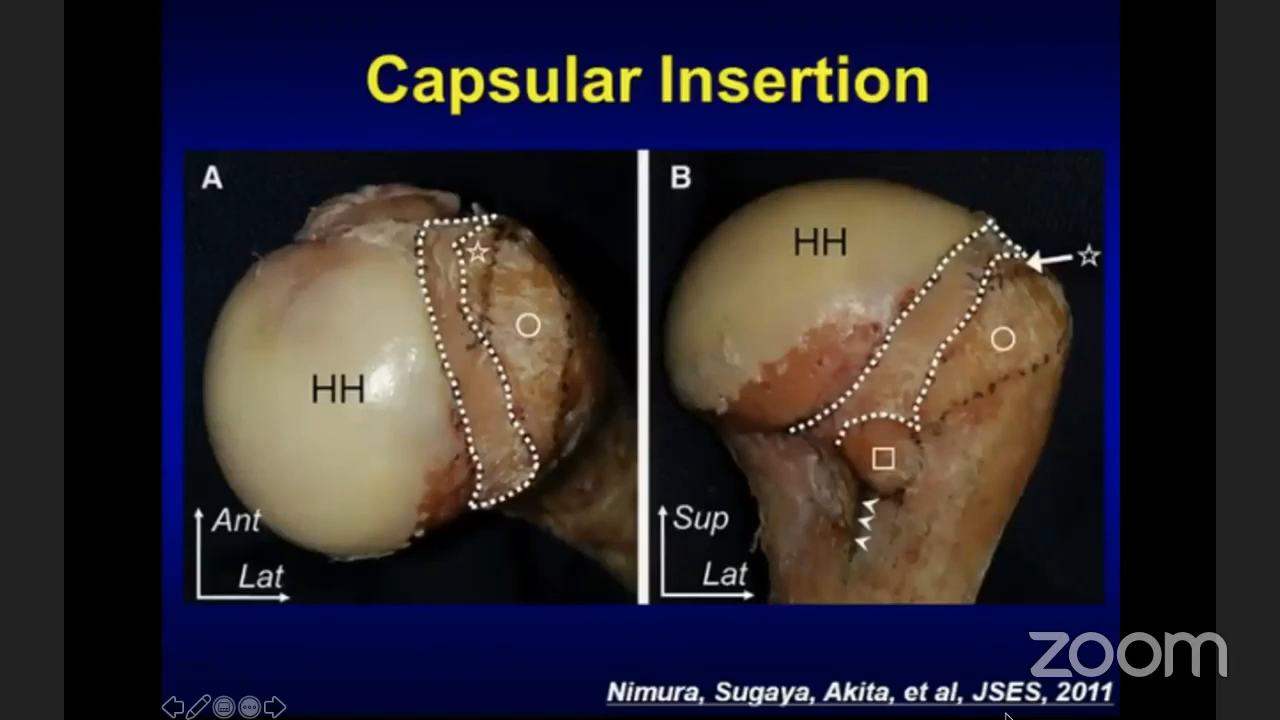 Capsular Insertion
A
HH
Ant
Lat
B
HH
Sup
Lat
zoom
Nimura, Sugaya, Akita, et al, JSES, 2011